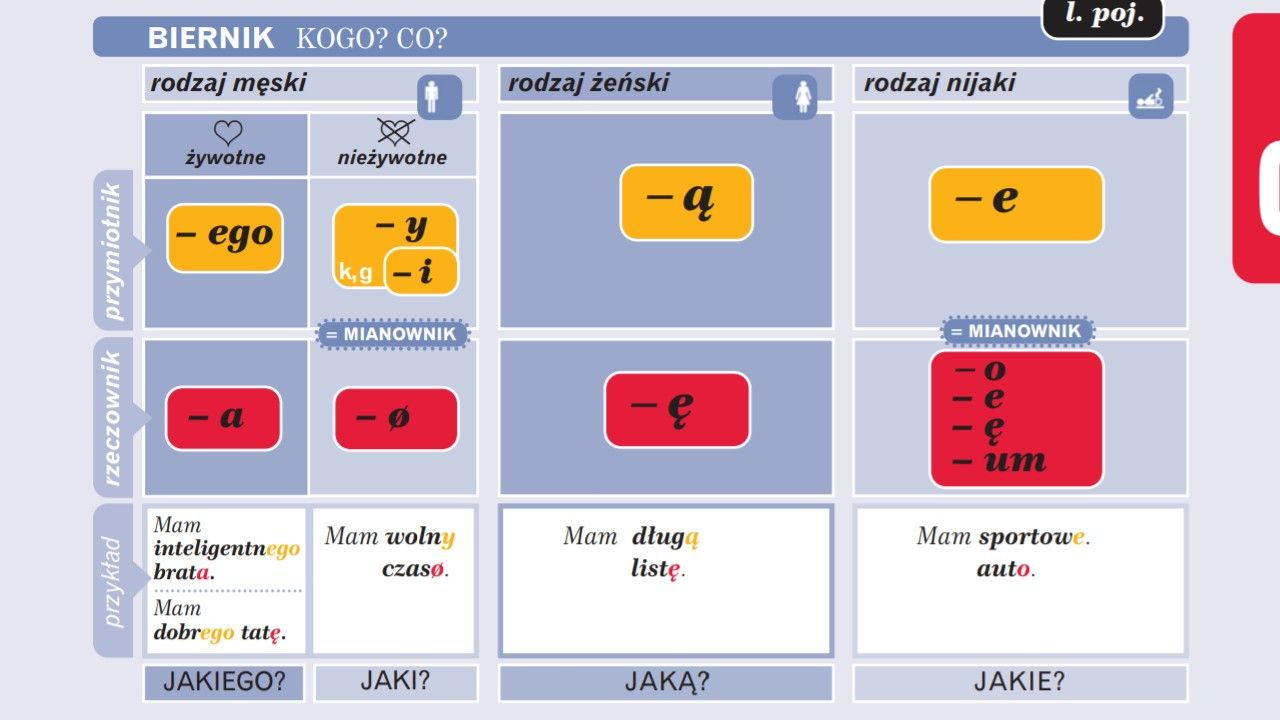 l. poj.
BIERNIK KOGO? CO?
rodzaj męski
rodzaj żeński
rodzaj nijaki
żywotne
nieżywotne
przymiotnik
– ego
– y
k,g – i
– ą
– e
= MIANOWNIK
= MIANOWNIK
rzeczownik
– a
– ø
– ę
– o
– e
– ę
– um
przykład
Mam
inteligentnego
brata.
Mam
dobrego tatę.
Mam wolny
czasø.
Mam długą
listę.
Mam sportowe.
auto.
JAKIEGO?
JAKI?
JAKĄ?
JAKIE?